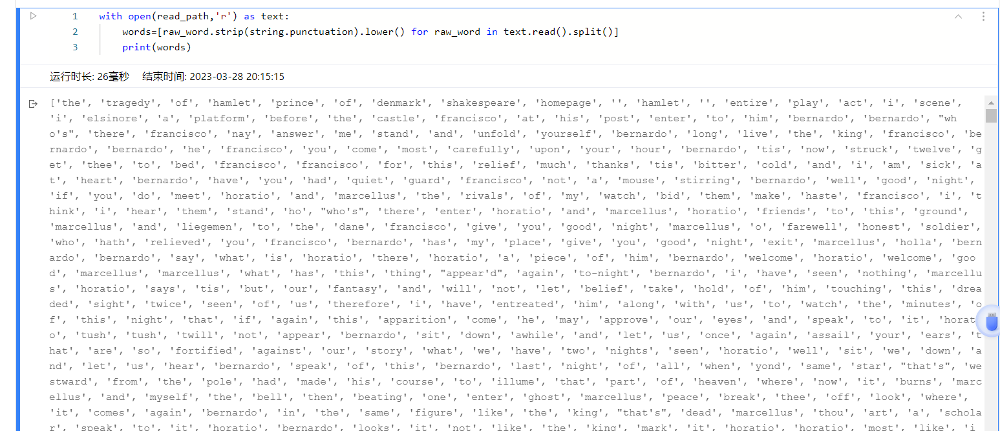 1 with open(read_path,'r') as text:
2 words=[raw_word.strip(string.punctuation).lower() for raw_word in text.read().split()]
3 print(words)
运行时长: 26毫秒 结束时间: 2023-03-28 20:15:15
['the', 'tragedy', 'of', 'hamlet', 'prince', 'of', 'denmark', 'shakespeare', 'homepage', '', 'hamlet', '', 'entire', 'play', 'act', 'i', 'scene',
'i', 'elsinore', 'a', 'platform', 'before', 'the', 'castle', 'francisco', 'at', 'his', 'post', 'enter', 'to', 'him', 'bernardo', 'bernardo', "wh
o's", 'there', 'francisco', 'nay', 'answer', 'me', 'stand', 'and', 'unfold', 'yourself', 'bernardo', 'long', 'live', 'the', 'king', 'francisco', 'be
rnardo', 'bernardo', 'he', 'francisco', 'you', 'come', 'most', 'carefully', 'upon', 'your', 'hour', 'bernardo', 'tis', 'now', 'struck', 'twelve', 'g
et', 'thee', 'to', 'bed', 'francisco', 'francisco', 'for', 'this', 'relief', 'much', 'thanks', 'tis', 'bitter', 'cold', 'and', 'i', 'am', 'sick', 'a
t', 'heart', 'bernardo', 'have', 'you', 'had', 'quiet', 'guard', 'francisco', 'not', 'a', 'mouse', 'stirring', 'bernardo', 'well', 'good', 'night',
'if', 'you', 'do', 'meet', 'horatio', 'and', 'marcellus', 'the', 'rivals', 'of', 'my', 'watch', 'bid', 'them', 'make', 'haste', 'francisco', 'i', 't
hink', 'i', 'hear', 'them', 'stand', 'ho', "who's", 'there', 'enter', 'horatio', 'and', 'marcellus', 'horatio', 'friends', 'to', 'this', 'ground',
'marcellus', 'and', 'liegemen', 'to', 'the', 'dane', 'francisco', 'give', 'you', 'good', 'night', 'marcellus', 'o', 'farewell', 'honest', 'soldier',
'who', 'hath', 'relieved', 'you', 'francisco', 'bernardo', 'has', 'my', 'place', 'give', 'you', 'good', 'night', 'exit', 'marcellus', 'holla', 'bern
ardo', 'bernardo', 'say', 'what', 'is', 'horatio', 'there', 'horatio', 'a', 'piece', 'of', 'him', 'bernardo', 'welcome', 'horatio', 'welcome', 'goo
d', 'marcellus', 'marcellus', 'what', 'has', 'this', 'thing', "appear'd", 'again', 'to-night', 'bernardo', 'i', 'have', 'seen', 'nothing', 'marcellu
s', 'horatio', 'says', 'tis', 'but', 'our', 'fantasy', 'and', 'will', 'not', 'let', 'belief', 'take', 'hold', 'of', 'him', 'touching', 'this', 'drea
ded', 'sight', 'twice', 'seen', 'of', 'us', 'therefore', 'i', 'have', 'entreated', 'him', 'along', 'with', 'us', 'to', 'watch', 'the', 'minutes', 'o
f', 'this', 'night', 'that', 'if', 'again', 'this', 'apparition', 'come', 'he', 'may', 'approve', 'our', 'eyes', 'and', 'speak', 'to', 'it', 'horati
o', 'tush', 'tush', 'twill', 'not', 'appear', 'bernardo', 'sit', 'down', 'awhile', 'and', 'let', 'us', 'once', 'again', 'assail', 'your', 'ears', 't
hat', 'are', 'so', 'fortified', 'against', 'our', 'story', 'what', 'we', 'have', 'two', 'nights', 'seen', 'horatio', 'well', 'sit', 'we', 'down', 'a
nd', 'let', 'us', 'hear', 'bernardo', 'speak', 'of', 'this', 'bernardo', 'last', 'night', 'of', 'all', 'when', 'yond', 'same', 'star', "that's", 'we
stward', 'from', 'the', 'pole', 'had', 'made', 'his', 'course', 'to', 'illume', 'that', 'part', 'of', 'heaven', 'where', 'now', 'it', 'burns', 'marc
ellus', 'and', 'myself', 'the', 'bell', 'then', 'beating', 'one', 'enter', 'ghost', 'marcellus', 'peace', 'break', 'thee', 'off', 'look', 'where',
'it', 'comes', 'again', 'bernardo', 'in', 'the', 'same', 'figure', 'like', 'the', 'king', "that's", 'dead', 'marcellus', 'thou', 'art', 'a', 'schola
r', 'speak', 'to', 'it', 'horatio', 'bernardo', 'looks', 'it', 'not', 'like', 'the', 'king', 'mark', 'it', 'horatio', 'horatio', 'most', 'like', 'i